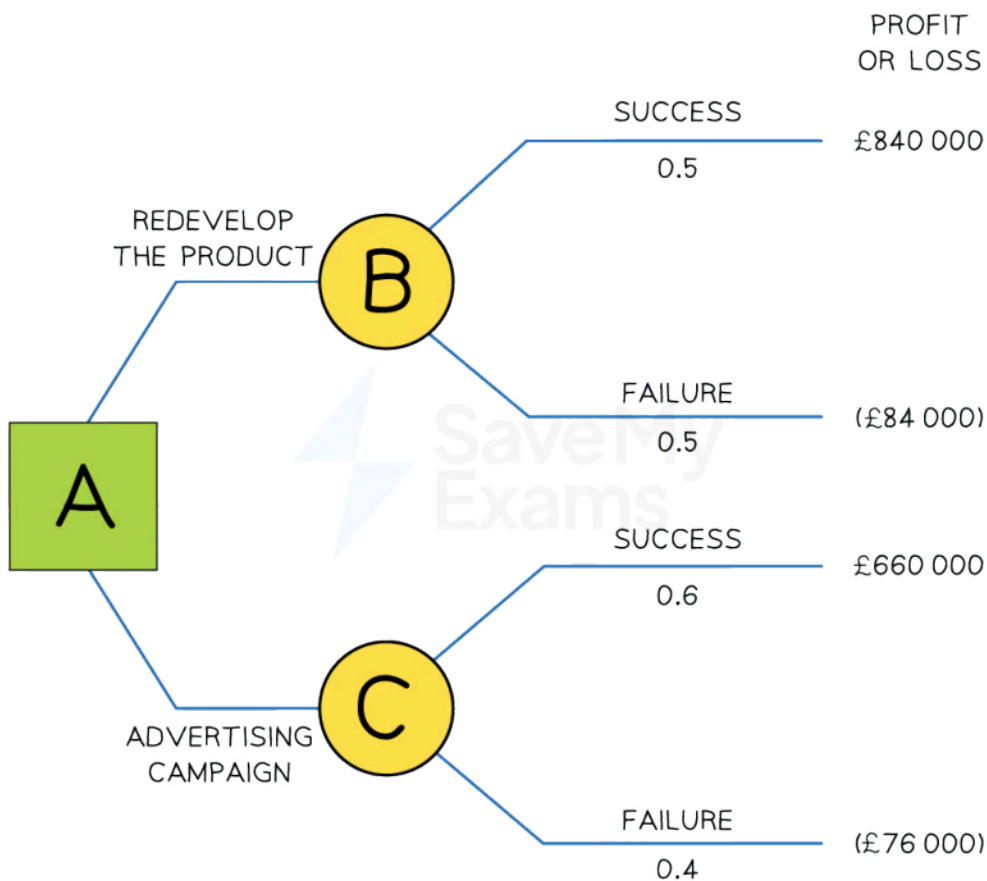 PROFIT
OR LOSS
SUCCESS
£840 000
0.5
REDEVELOP
THE PRODUCT
B
FAILURE
(£84 000)
0.5
SaveMy
Exams
A
SUCCESS
£660 000
0.6
C
ADVERTISING
CAMPAIGN
FAILURE
(£76 000)
0.4